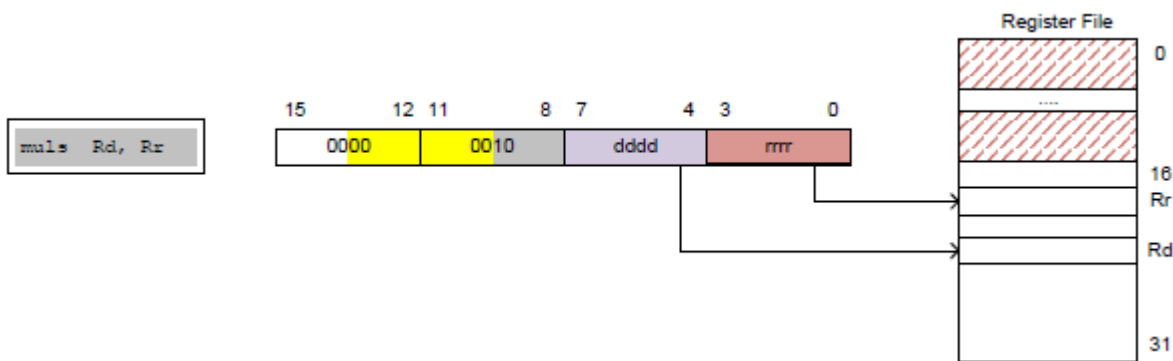 Register File
0
....
15 12 11 8 7 4 3 0
muls Rd, Rr
0000 0010 dddd rrrr
16
Rr
Rd
31